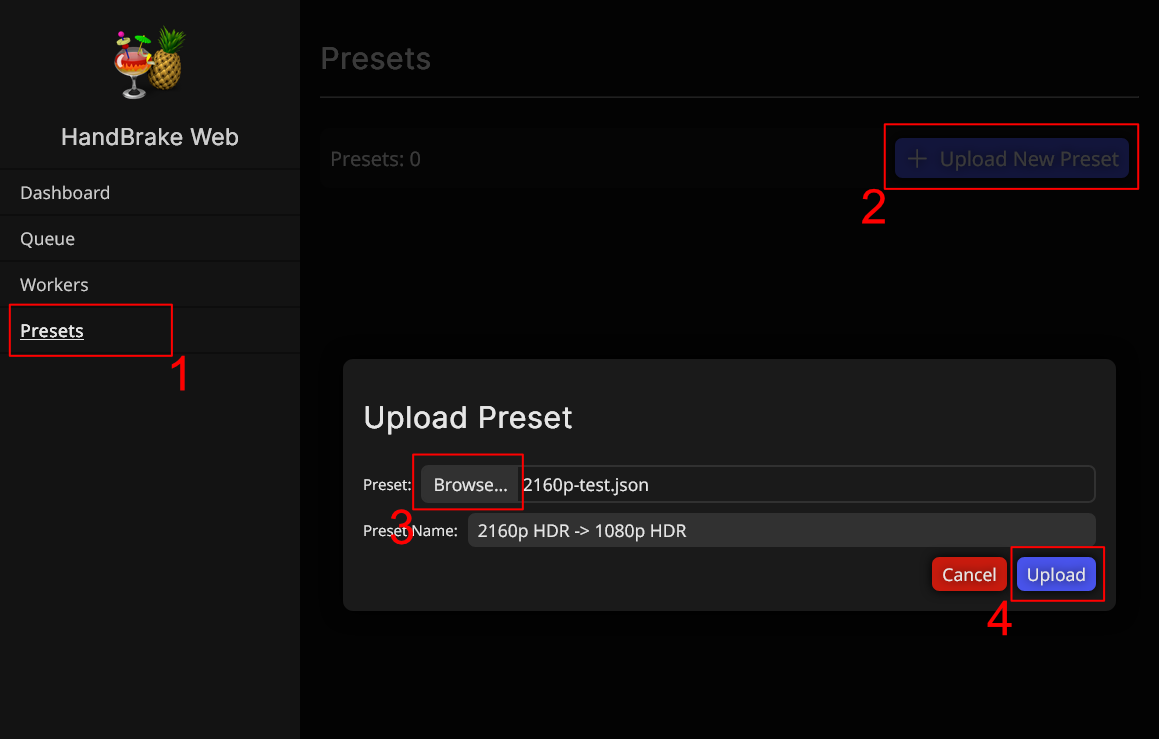 HandBrake Web
Dashboard
Queue
Workers
Presets
1
Presets
Presets: 0
Upload New Preset
2
Upload Preset
Preset: Browse... 2160p-test.json
3
Preset Name: 2160p HDR -> 1080p HDR
Cancel Upload
4